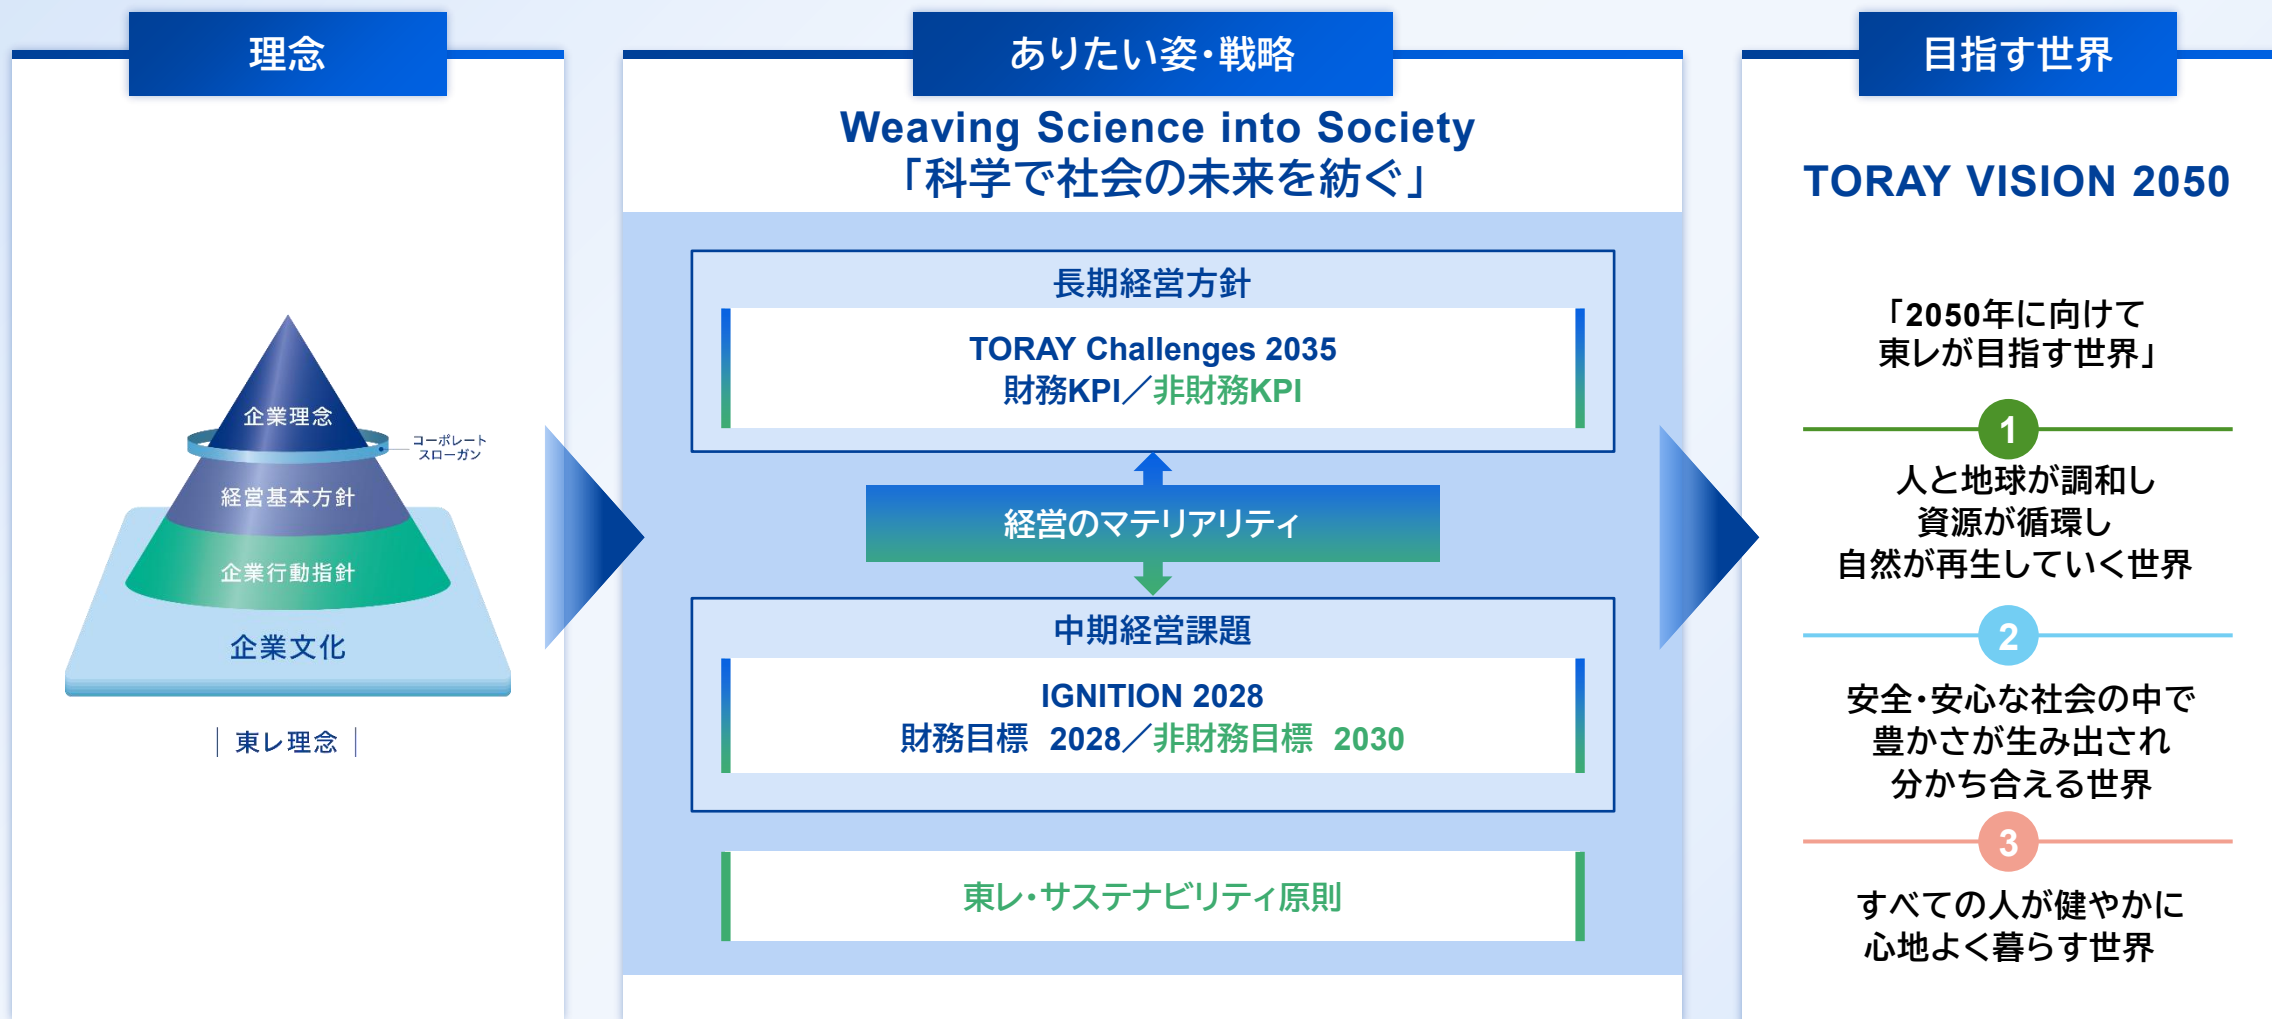 理念
企業理念
コーポレート
スローガン
経営基本方針
企業行動指針
企業文化
｜東レ理念｜
ありたい姿・戦略
Weaving Science into Society
「科学で社会の未来を紡ぐ」
長期経営方針
TORAY Challenges 2035
財務KPI／非財務KPI
経営のマテリアリティ
中期経営課題
IGNITION 2028
財務目標 2028／非財務目標 2030
東レ・サステナビリティ原則
目指す世界
TORAY VISION 2050
「2050年に向けて
東レが目指す世界」
1
人と地球が調和し
資源が循環し
自然が再生していく世界
2
安全・安心な社会の中で
豊かさが生み出され
分かち合える世界
3
すべての人が健やかに
心地よく暮らす世界